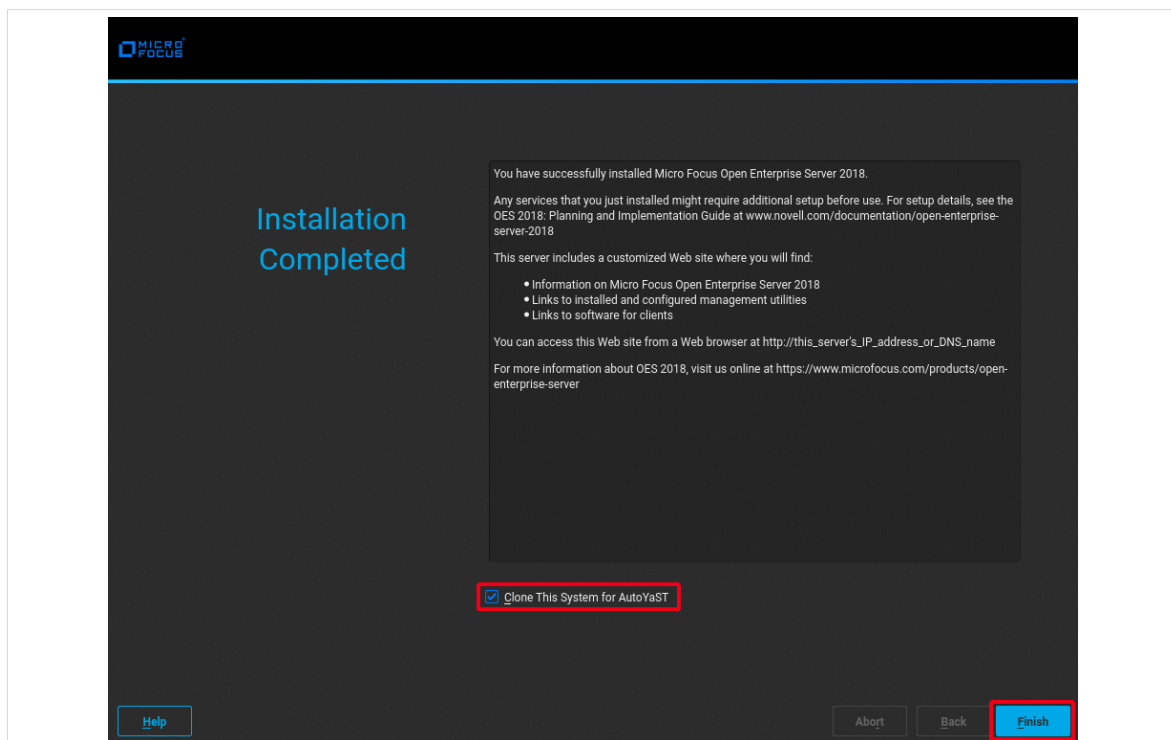 MICRO
FOCUS
Installation
Completed
You have successfully installed Micro Focus Open Enterprise Server 2018.
Any services that you just installed might require additional setup before use. For setup details, see the
OES 2018: Planning and Implementation Guide at www.novell.com/documentation/open-enterprise-
server-2018
This server includes a customized Web site where you will find:
• Information on Micro Focus Open Enterprise Server 2018
• Links to installed and configured management utilities
• Links to software for clients
You can access this Web site from a Web browser at http://this_server's_IP_address_or_DNS_name
For more information about OES 2018, visit us online at https://www.microfocus.com/products/open-
enterprise-server
Clone This System for AutoYaST
Help
Abort
Back
Finish